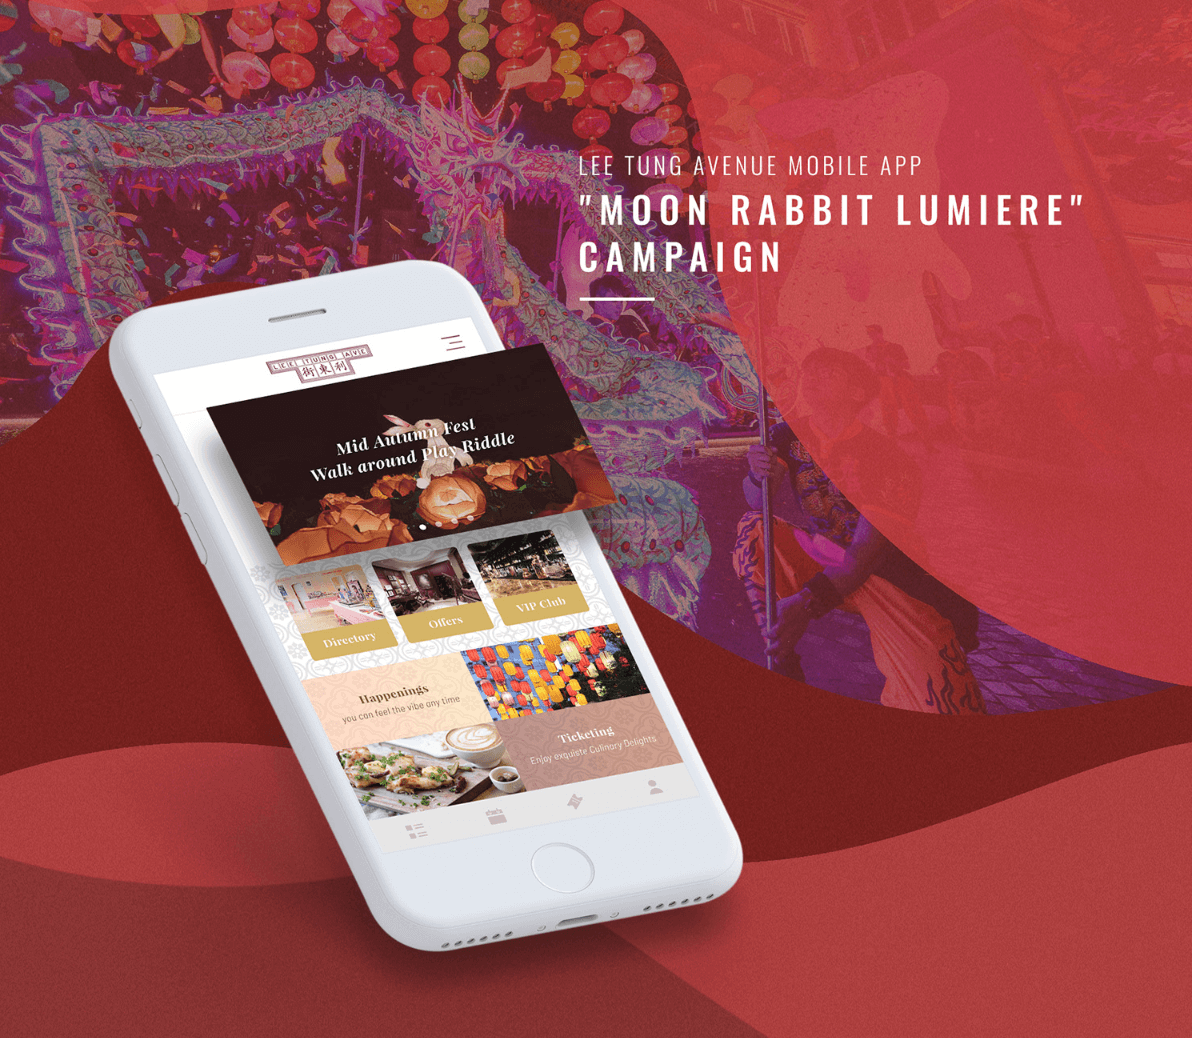 LEE TUNG AVENUE MOBILE APP
"MOON RABBIT LUMIERE"
CAMPAIGN
LEE TUNG AVE
街東利
Mid Autumn Fest
Walk around Play Riddle
Directory
Offers
VIP Club
Happenings
you can feel the vibe any time
Ticketing
Enjoy exquiste Culinary Delights